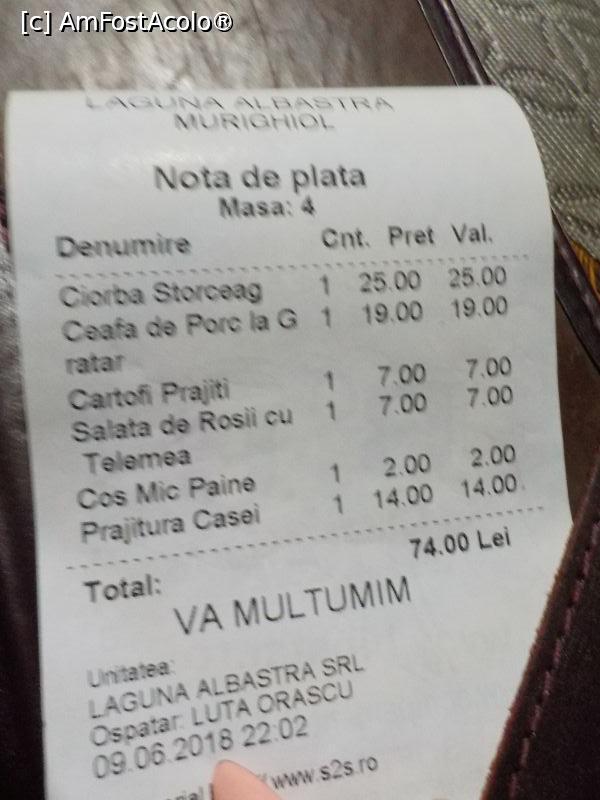 [c] AmFostAcolo®
LAGUNA ALBASTRA
MURIGHIOL
Nota de plata
Masa: 4
Denumire Cnt. Pret Val.
Ciorba Storceag 1 25.00 25.00
Ceafa de Porc la G 1 19.00 19.00
ratar
Cartofi Prajiti 1 7.00 7.00
Salata de Rosii cu 1 7.00 7.00
Telemea
Cos Mic Paine 1 2.00 2.00
Prajitura Casei 1 14.00 14.00
Total: 74.00 Lei
VA MULTUMIM
Unitatea:
LAGUNA ALBASTRA SRL
Ospatar: LUTA ORASCU
09.06.2018 22:02
www.s2s.ro